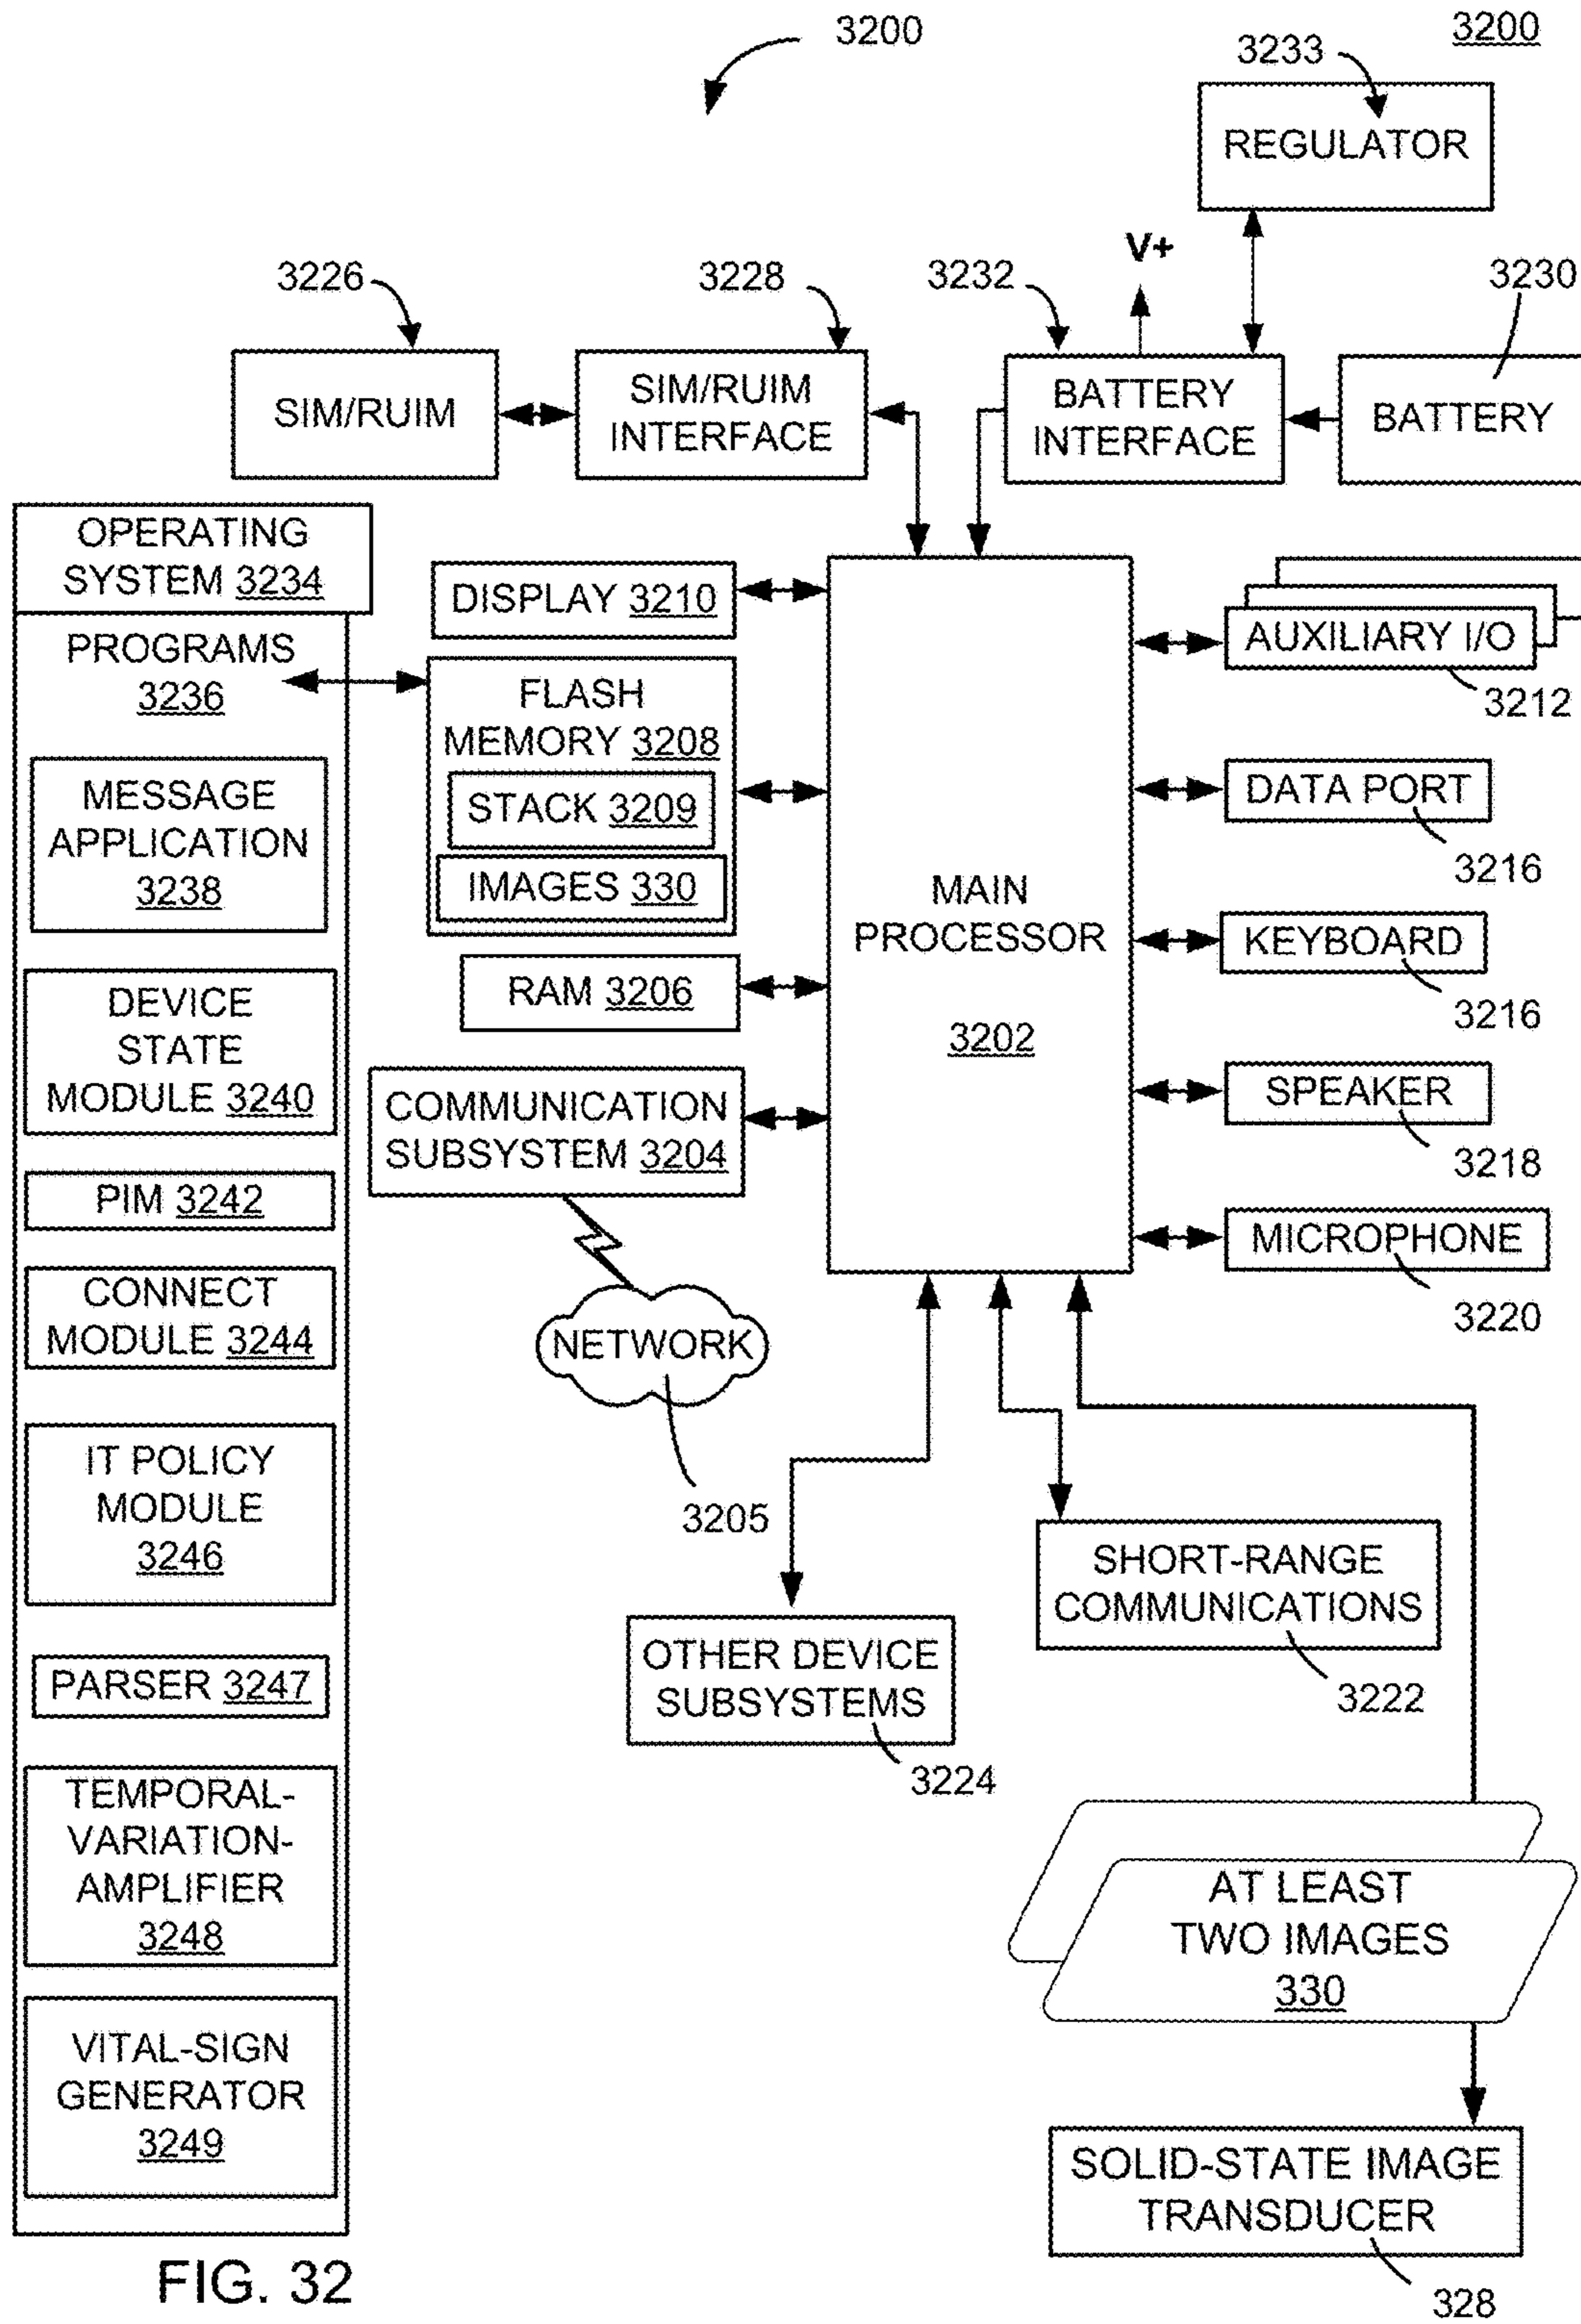 3200
3200
3233
REGULATOR
V+
3226
3228
3232
3230
SIM/RUIM
SIM/RUIM
INTERFACE
BATTERY
INTERFACE
BATTERY
OPERATING
SYSTEM 3234
PROGRAMS
3236
MESSAGE
APPLICATION
3238
DEVICE
STATE
MODULE 3240
PIM 3242
CONNECT
MODULE 3244
IT POLICY
MODULE
3246
PARSER 3247
TEMPORAL-
VARIATION-
AMPLIFIER
3248
VITAL-SIGN
GENERATOR
3249
DISPLAY 3210
FLASH
MEMORY 3208
STACK 3209
IMAGES 330
RAM 3206
COMMUNICATION
SUBSYSTEM 3204
NETWORK
3205
MAIN
PROCESSOR
3202
AUXILIARY I/O
3212
DATA PORT
3216
KEYBOARD
3216
SPEAKER
3218
MICROPHONE
3220
SHORT-RANGE
COMMUNICATIONS
3222
OTHER DEVICE
SUBSYSTEMS
3224
AT LEAST
TWO IMAGES
330
SOLID-STATE IMAGE
TRANSDUCER
328
FIG. 32